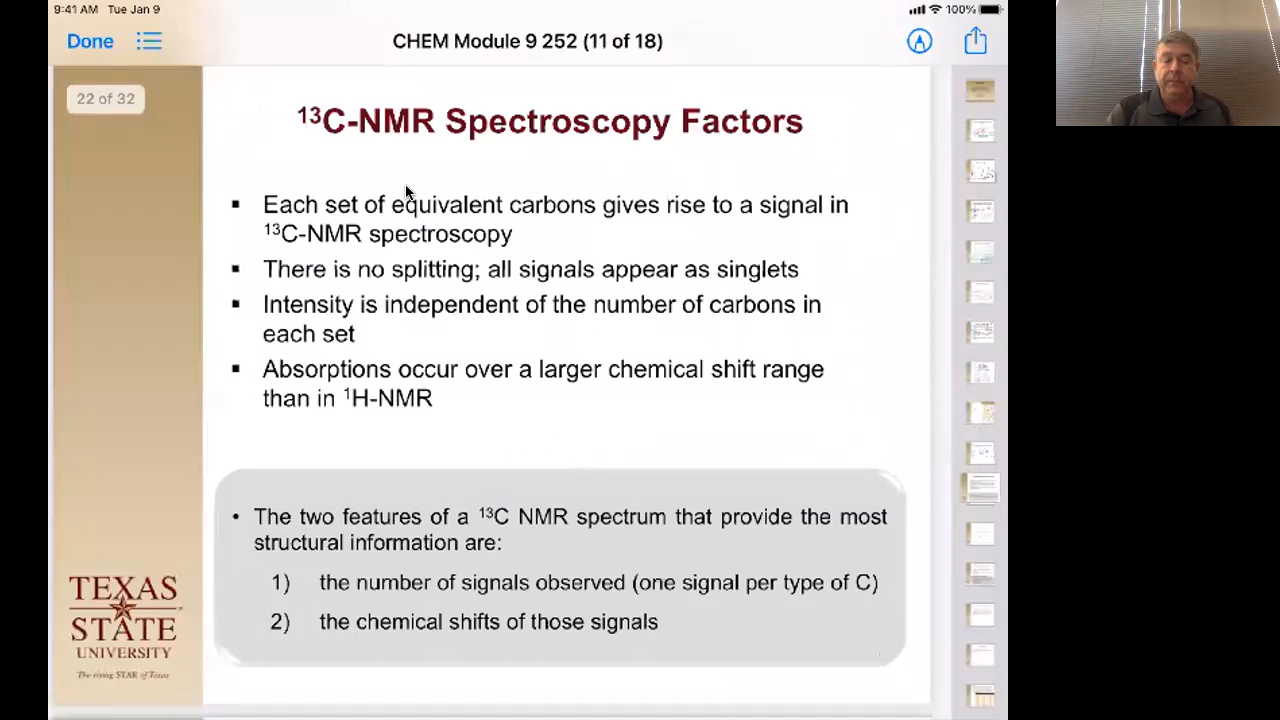 9:41 AM Tue Jan 9
100%
Done
CHEM Module 9 252 (11 of 18)
22 of 32
¹³C-NMR Spectroscopy Factors
▪ Each set of equivalent carbons gives rise to a signal in
¹³C-NMR spectroscopy
▪ There is no splitting; all signals appear as singlets
▪ Intensity is independent of the number of carbons in
each set
▪ Absorptions occur over a larger chemical shift range
than in ¹H-NMR
• The two features of a ¹³C NMR spectrum that provide the most
structural information are:
1) the number of signals observed (one signal per type of C)
2) the chemical shifts of those signals
TEXAS
STATE
UNIVERSITY
The rising STAR of Texas